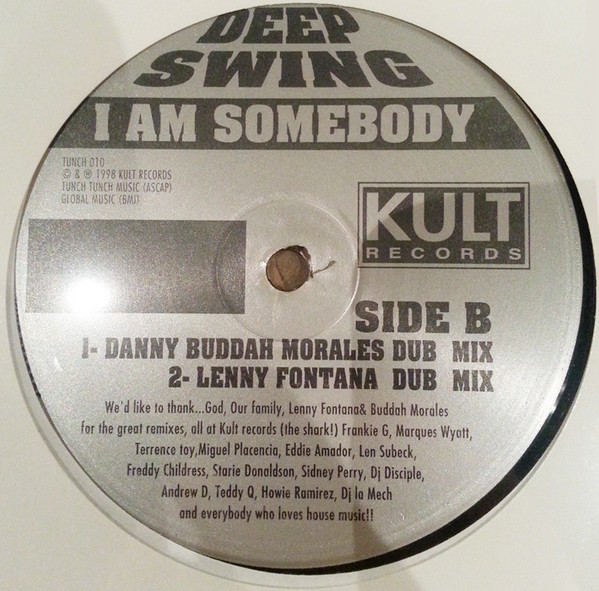 DEEP
SWING
I AM SOMEBODY
TUNCH 010
© & ℗ 1998 KULT RECORDS
TUNCH TUNCH MUSIC (ASCAP)
GLOBAL MUSIC (BMI)
KULT
RECORDS
SIDE B
1- DANNY BUDDAH MORALES DUB MIX
2- LENNY FONTANA DUB MIX
We'd like to thank...God, Our family, Lenny Fontana& Buddah Morales
for the great remixes, all at Kult records (the shark!) Frankie G, Marques Wyatt,
Terrence toy,Miguel Placencia, Eddie Amador, Len Subeck,
Freddy Childress, Starie Donaldson, Sidney Perry, Dj Disciple,
Andrew D, Teddy Q, Howie Ramirez, Dj la Mech
and everybody who loves house music!!